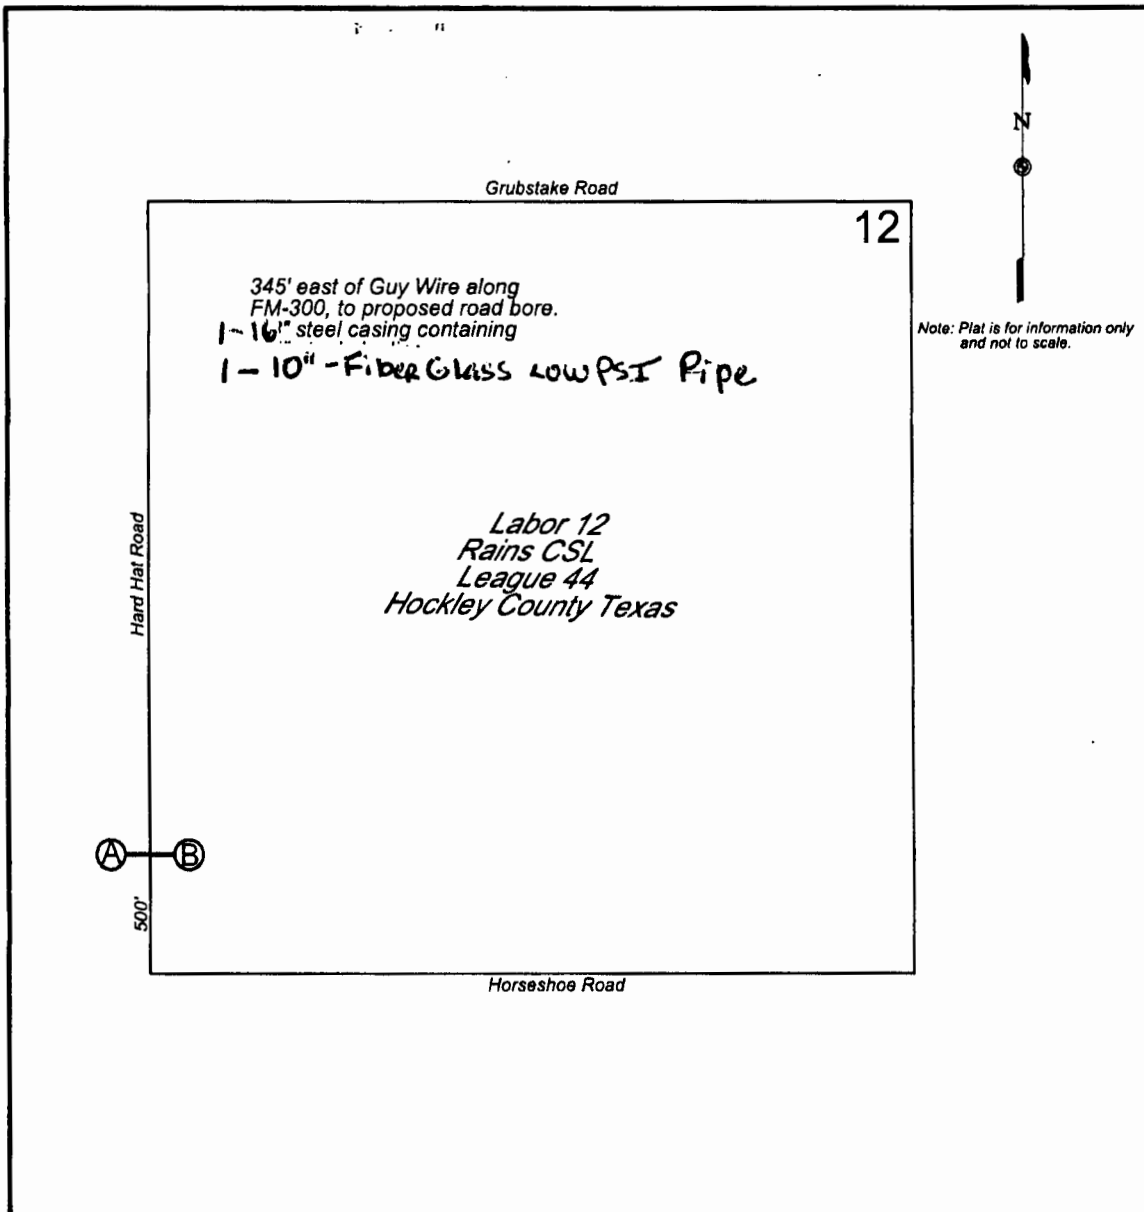 N
Grubstake Road
12
345' east of Guy Wire along
FM-300, to proposed road bore.
1-16" steel casing containing
1-10"-FiberGlass LOW PSI Pipe
Note: Plat is for information only
and not to scale.
Hard Hat Road
Labor 12
Rains CSL
League 44
Hockley County Texas
A
B
500'
Horseshoe Road